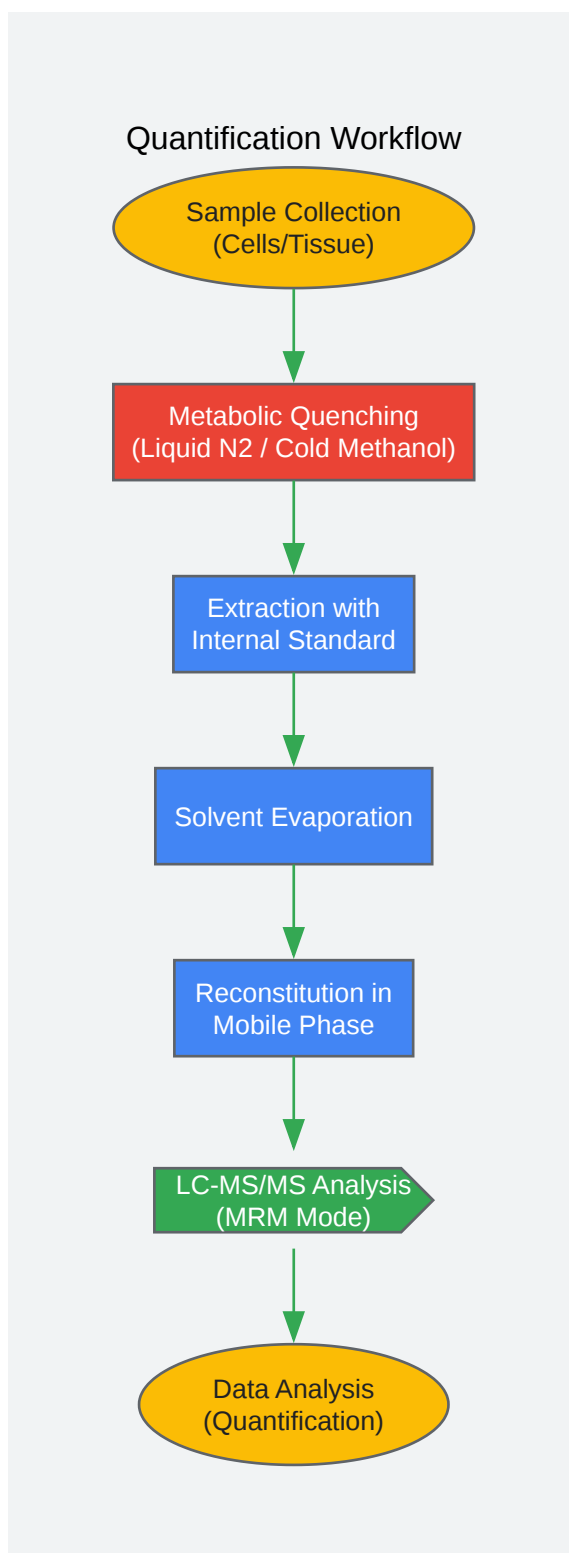 Quantification Workflow
Sample Collection
(Cells/Tissue)
Metabolic Quenching
(Liquid N2 / Cold Methanol)
Extraction with
Internal Standard
Solvent Evaporation
Reconstitution in
Mobile Phase
LC-MS/MS Analysis
(MRM Mode)
Data Analysis
(Quantification)